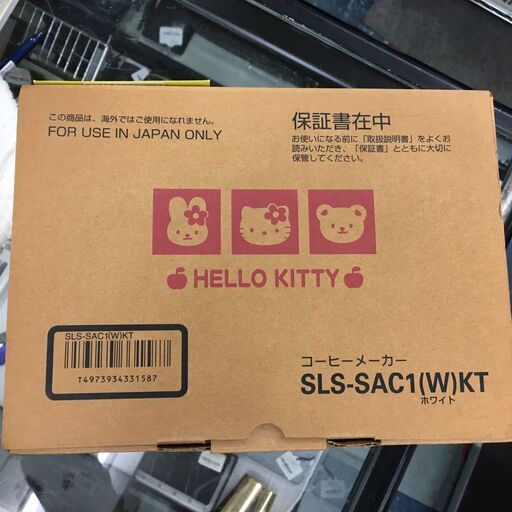 この商品は、海外ではご使用になれません。
FOR USE IN JAPAN ONLY
保証書在中
お使いになる前に「取扱説明書」をよくお
読みいただき、「保証書」とともに大切に
保管してください。
HELLO KITTY
SLS-SAC1(W)KT
T4973934331587
コーヒーメーカー
SLS-SAC1(W)KT
ホワイト